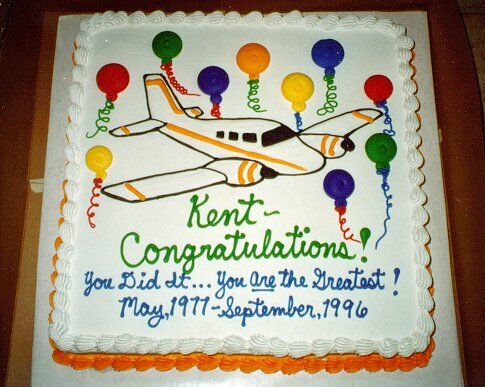 Kent~
Congratulations!
You Did It... You Are the Greatest!
May, 1977-September, 1996